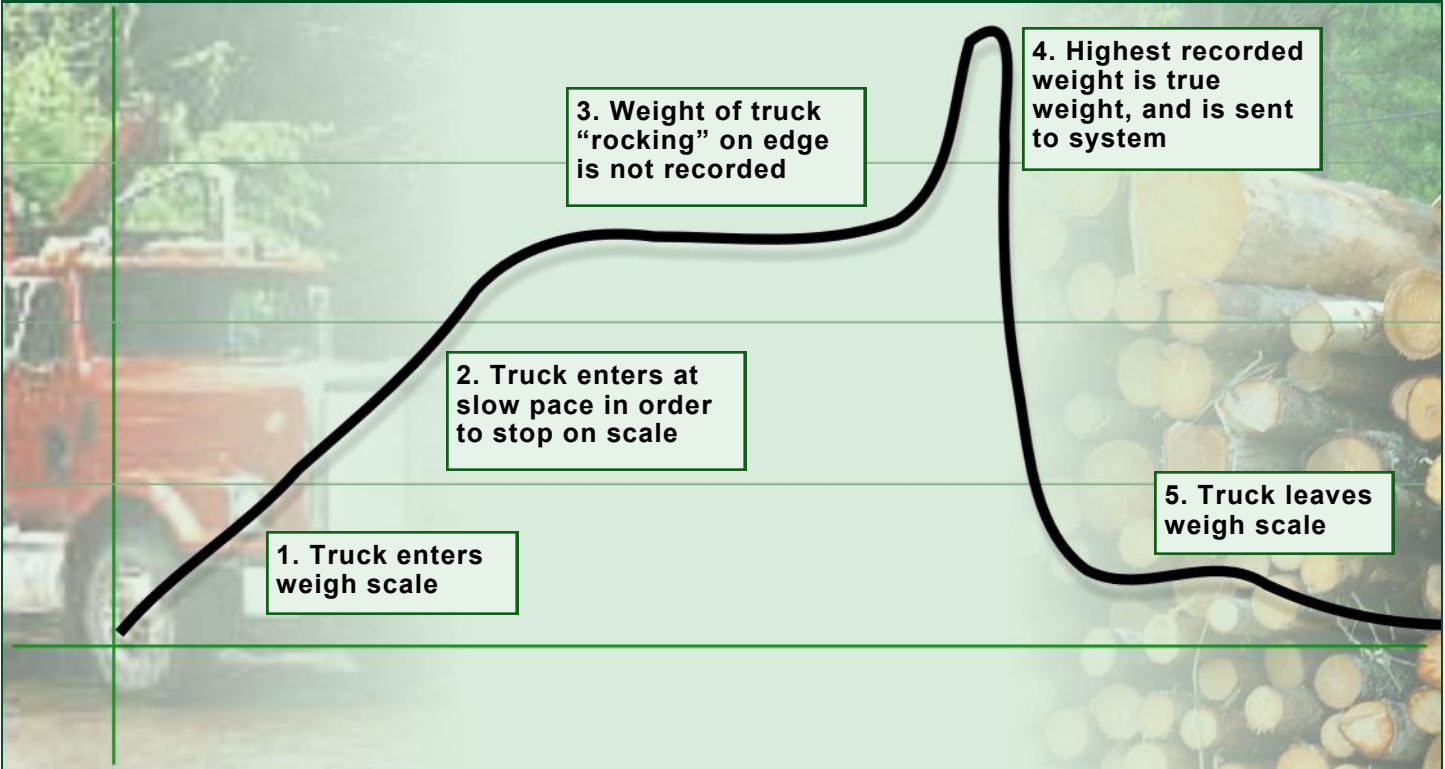 1. Truck enters
weigh scale
2. Truck enters at
slow pace in order
to stop on scale
3. Weight of truck
“rocking” on edge
is not recorded
4. Highest recorded
weight is true
weight, and is sent
to system
5. Truck leaves
weigh scale